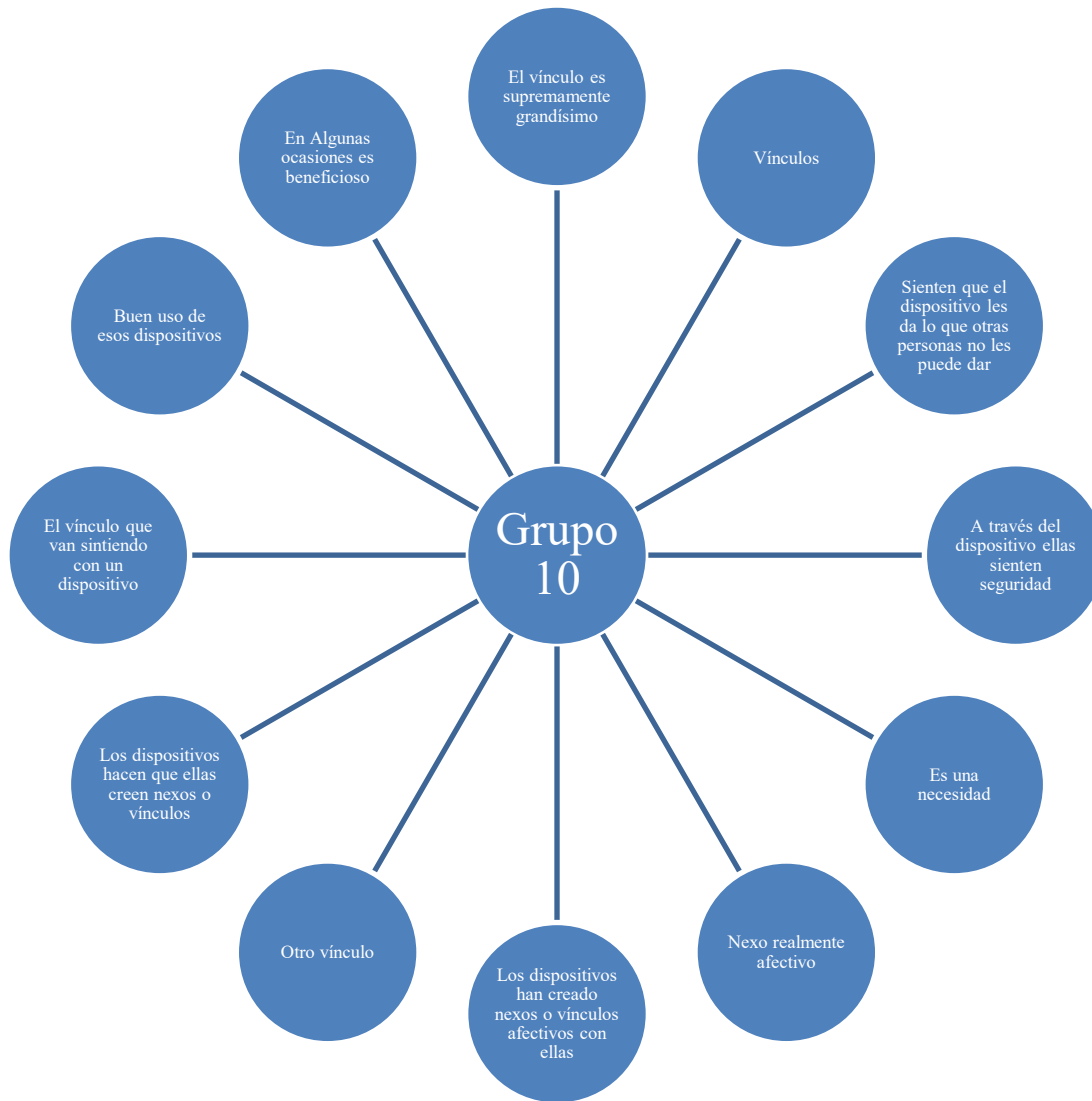 El vínculo es
supremamente
grandísimo
Vínculos
Sienten que el
dispositivo les
da lo que otras
personas no les
puede dar
A través del
dispositivo ellas
sienten
seguridad
Es una
necesidad
Nexo realmente
afectivo
Los dispositivos
han creado
nexos o vínculos
afectivos con
ellas
Otro vínculo
Los dispositivos
hacen que ellas
creen nexos o
vínculos
El vínculo que
van sintiendo
con un
dispositivo
Buen uso de
esos dispositivos
En Algunas
ocasiones es
beneficioso
Grupo
10